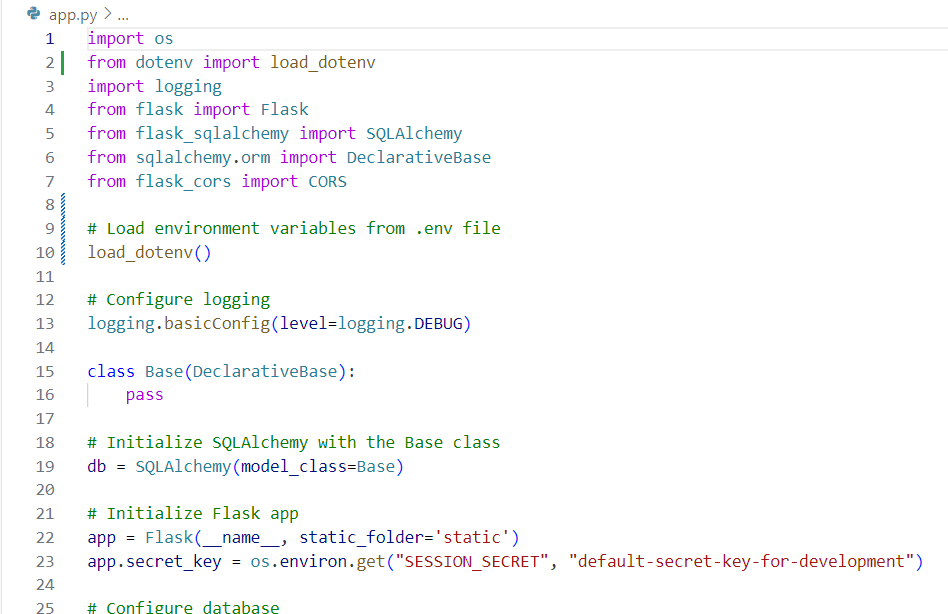 app.py > ...
1 import os
2 from dotenv import load_dotenv
3 import logging
4 from flask import Flask
5 from flask_sqlalchemy import SQLAlchemy
6 from sqlalchemy.orm import DeclarativeBase
7 from flask_cors import CORS
8
9 # Load environment variables from .env file
10 load_dotenv()
11
12 # Configure logging
13 logging.basicConfig(level=logging.DEBUG)
14
15 class Base(DeclarativeBase):
16     pass
17
18 # Initialize SQLAlchemy with the Base class
19 db = SQLAlchemy(model_class=Base)
20
21 # Initialize Flask app
22 app = Flask(__name__, static_folder='static')
23 app.secret_key = os.environ.get("SESSION_SECRET", "default-secret-key-for-development")
24
25 # Configure database